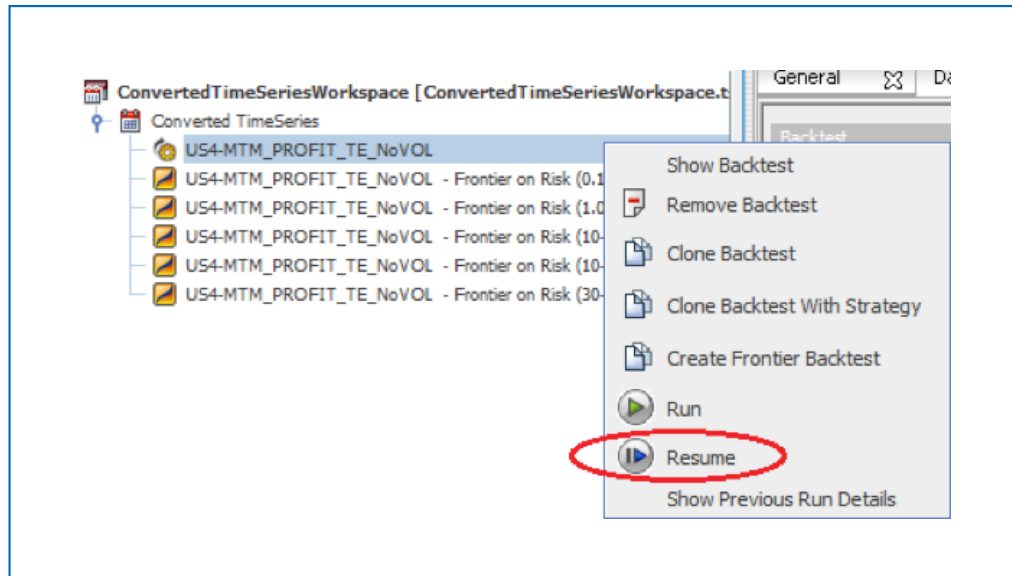 General
Da
ConvertedTimeSeriesWorkspace [ConvertedTimeSeriesWorkspace.t
Converted TimeSeries
Backtest
US4-MTM_PROFIT_TE_NoVOL
US4-MTM_PROFIT_TE_NoVOL - Frontier on Risk (0.1
US4-MTM_PROFIT_TE_NoVOL - Frontier on Risk (1.0
US4-MTM_PROFIT_TE_NoVOL - Frontier on Risk (10-
US4-MTM_PROFIT_TE_NoVOL - Frontier on Risk (10-
US4-MTM_PROFIT_TE_NoVOL - Frontier on Risk (30-
Show Backtest
Remove Backtest
Clone Backtest
Clone Backtest With Strategy
Create Frontier Backtest
Run
Resume
Show Previous Run Details